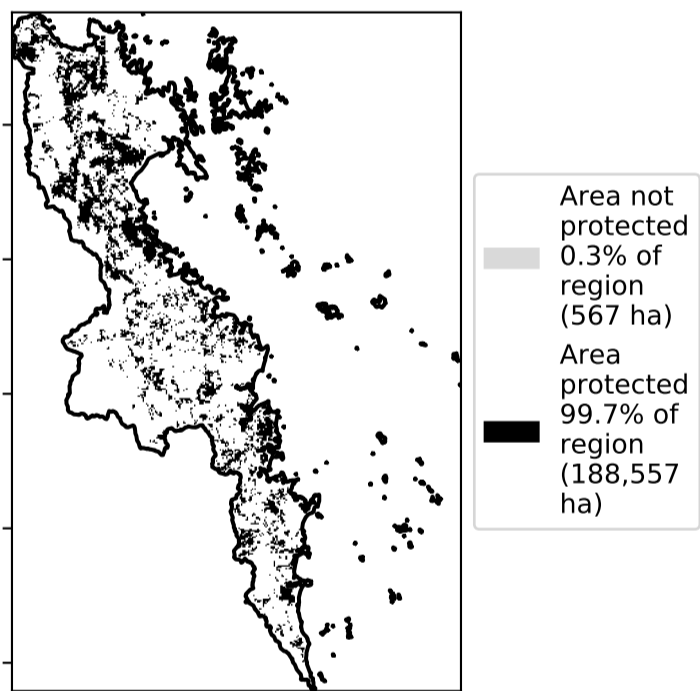 Area not
protected
0.3% of
region
(567 ha)
Area
protected
99.7% of
region
(188,557
ha)